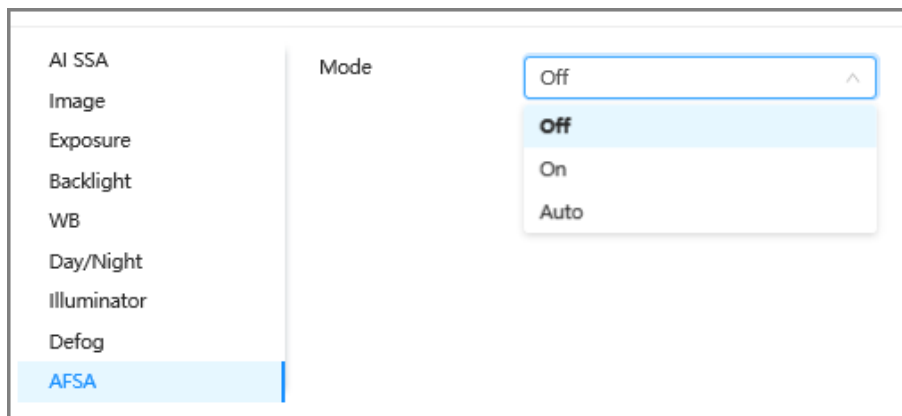 AI SSA
Image
Exposure
Backlight
WB
Day/Night
Illuminator
Defog
AFSA
Mode
Off
Off
On
Auto